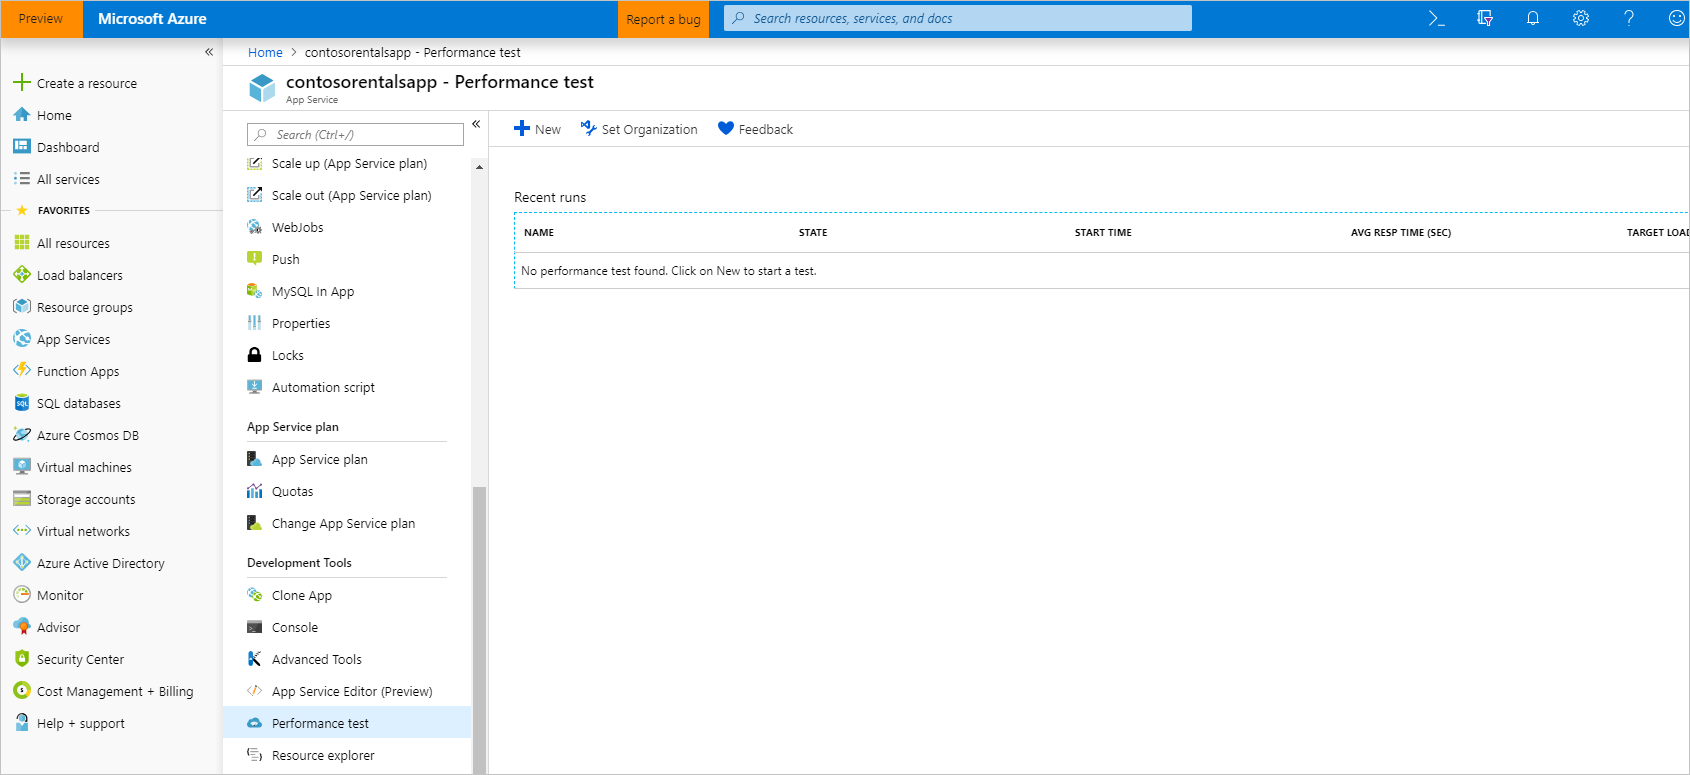 Preview
Microsoft Azure
Report a bug
Search resources, services, and docs
Create a resource
Home
Dashboard
All services
FAVORITES
All resources
Load balancers
Resource groups
App Services
Function Apps
SQL databases
Azure Cosmos DB
Virtual machines
Storage accounts
Virtual networks
Azure Active Directory
Monitor
Advisor
Security Center
Cost Management + Billing
Help + support
Home > contosorentalsapp - Performance test
contosorentalsapp - Performance test
App Service
Search (Ctrl+/)
Scale up (App Service plan)
Scale out (App Service plan)
WebJobs
Push
MySQL In App
Properties
Locks
Automation script
App Service plan
App Service plan
Quotas
Change App Service plan
Development Tools
Clone App
Console
Advanced Tools
App Service Editor (Preview)
Performance test
Resource explorer
New Set Organization Feedback
Recent runs
NAME STATE START TIME AVG RESP TIME (SEC) TARGET LOAD
No performance test found. Click on New to start a test.